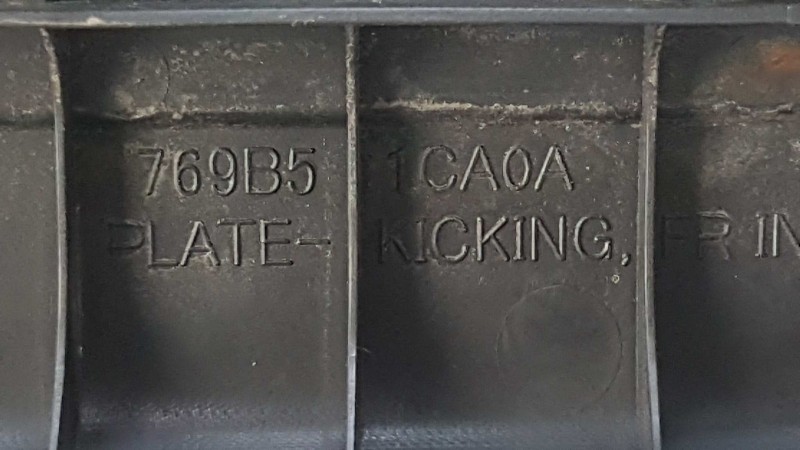 769B5 1CA0A
PLATE-KICKING, FR IN